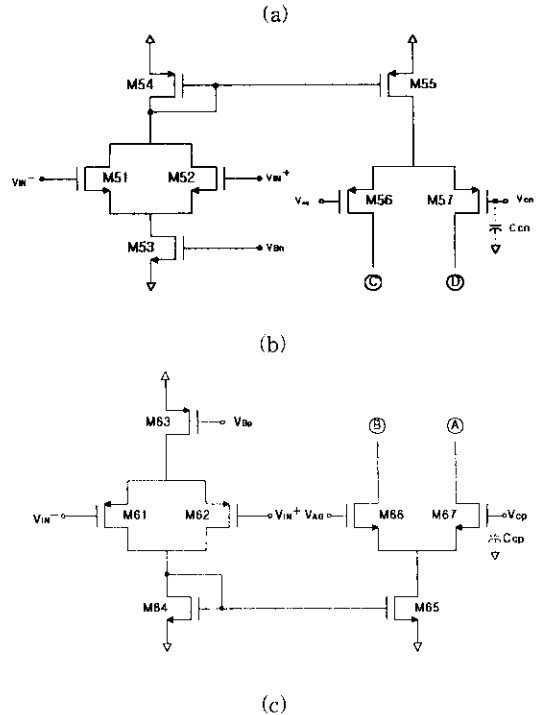 (a)
M54 M55
VIN- M51 M52 VIN+ M56 M57 Vcn
Ccn
M53 VBn
C D
(b)
M63 VBp B A
VIN- M61 M62 VIN+ VAG M66 M67 Vcp
Ccp
M64 M65
(c)